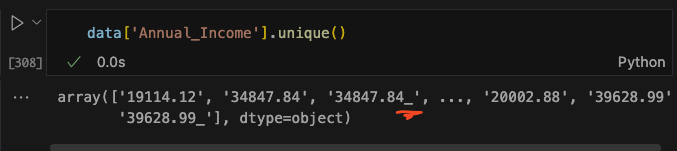 data['Annual_Income'].unique()
[308]
0.0s
Python
... array(['19114.12', '34847.84', '34847.84_', ..., '20002.88', '39628.99'
'39628.99_'], dtype=object)